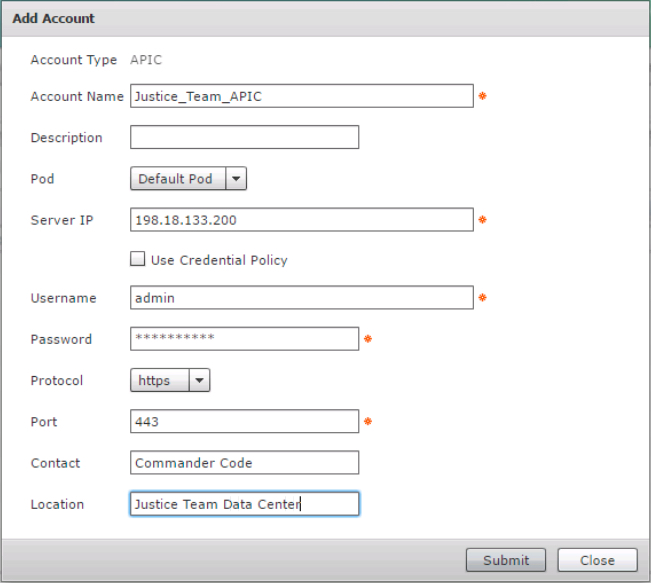 Add Account
Account Type APIC
Account Name Justice_Team_APIC *
Description
Pod Default Pod
Server IP 198.18.133.200 *
Use Credential Policy
Username admin *
Password ********** *
Protocol https
Port 443 *
Contact Commander Code
Location Justice Team Data Center
Submit Close